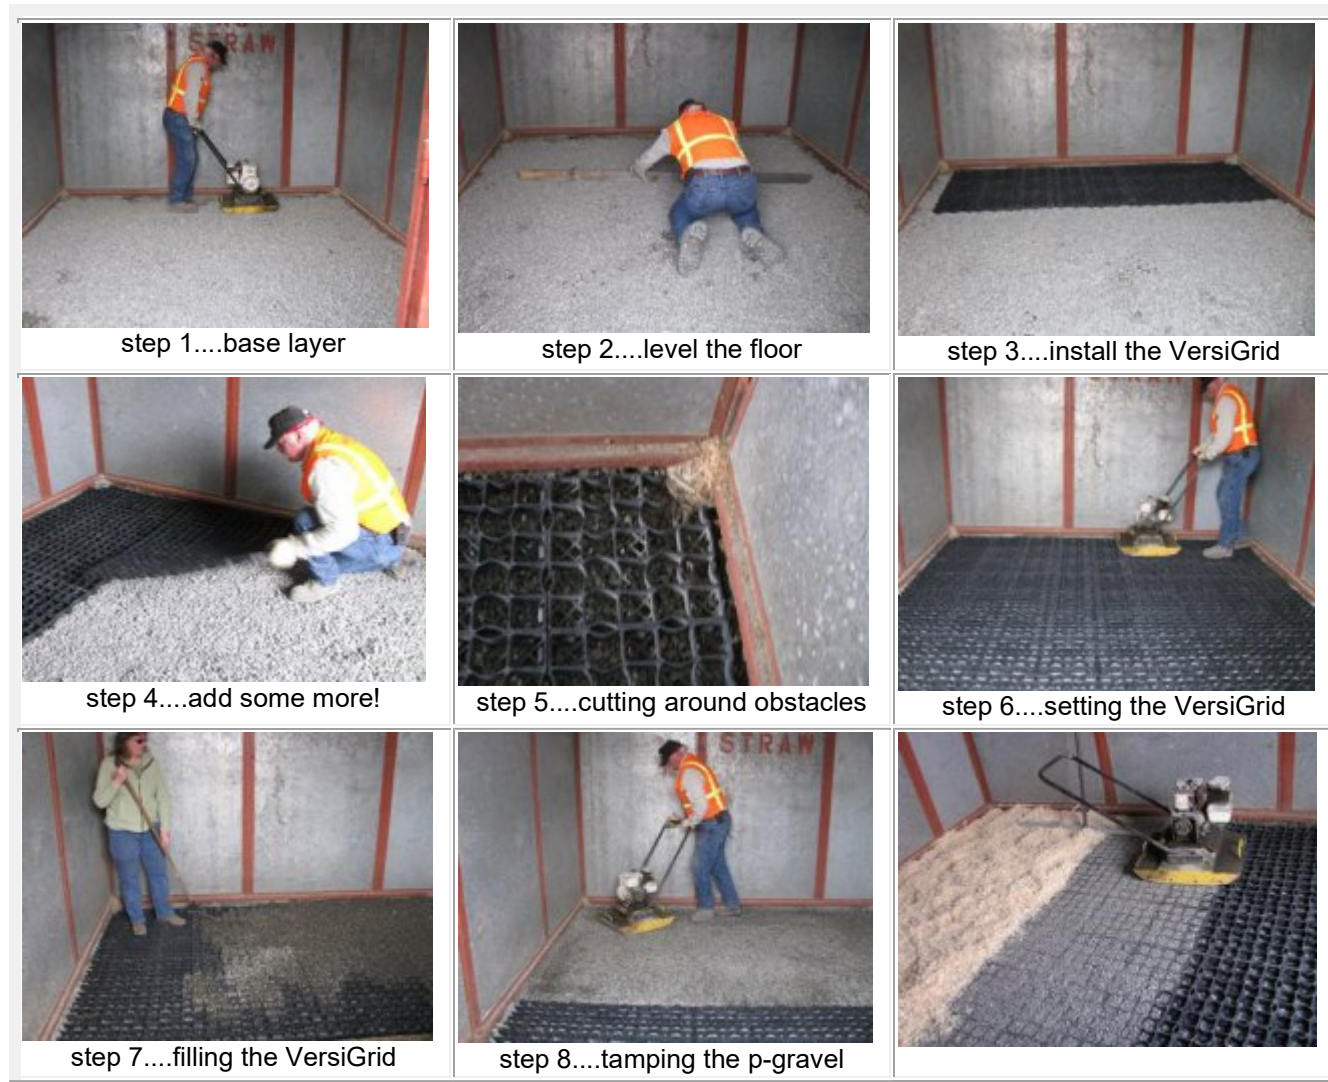 STRAW
step 1....base layer
step 2....level the floor
step 3....install the VersiGrid
step 4....add some more!
step 5....cutting around obstacles
step 6....setting the VersiGrid
STRAW
step 7....filling the VersiGrid
step 8....tamping the p-gravel